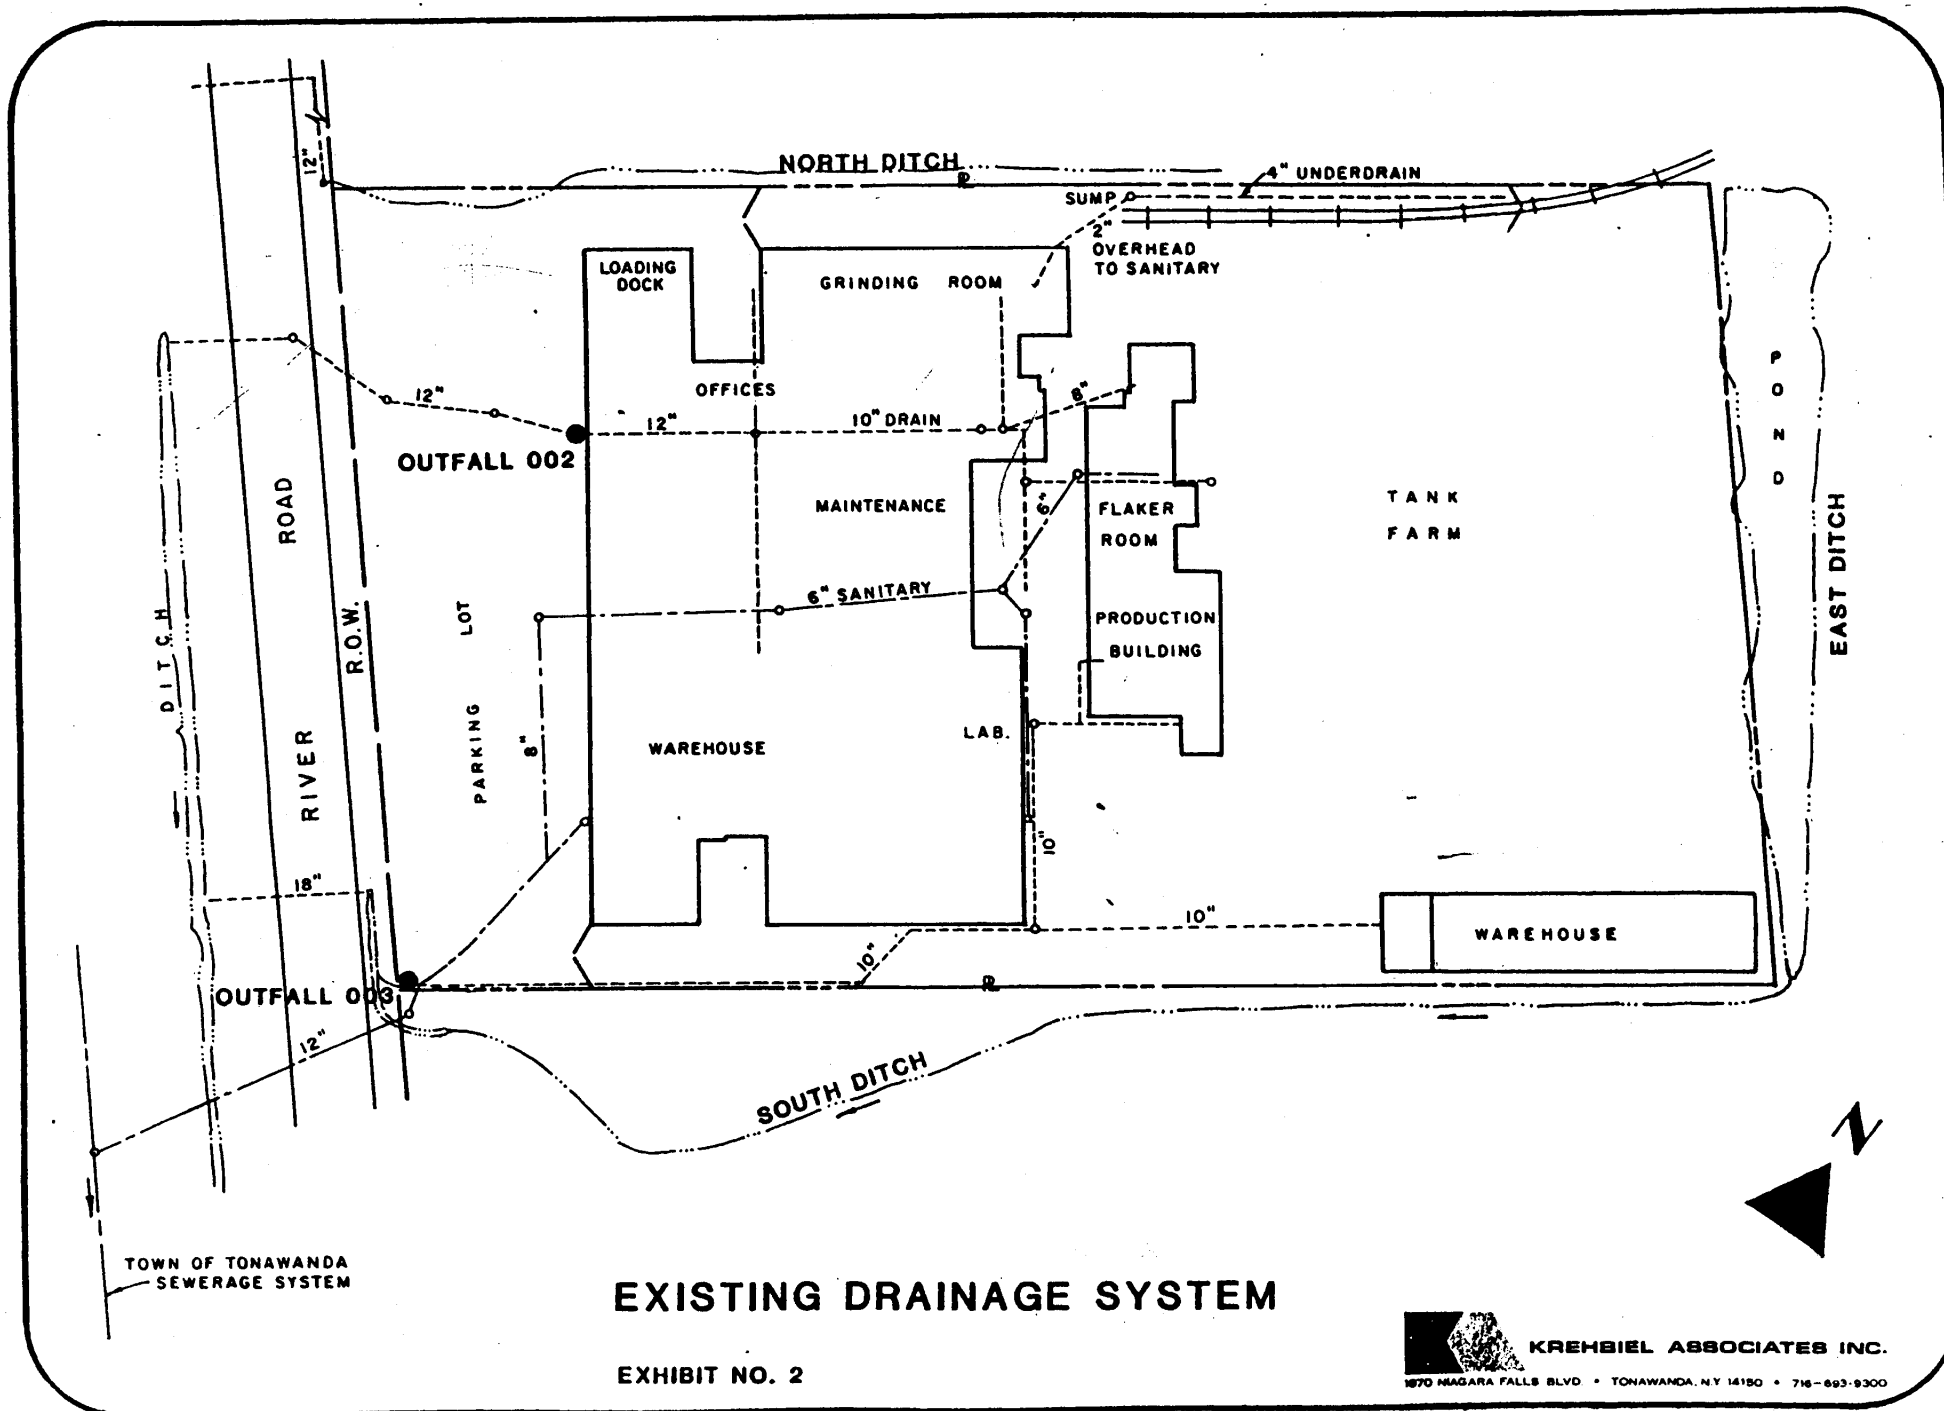 12"
NORTH DITCH
PL
4" UNDERDRAIN
SUMP
2"
OVERHEAD
TO SANITARY
LOADING
DOCK
GRINDING ROOM
OFFICES
8"
12"
12"
10" DRAIN
OUTFALL 002
POND
ROAD
MAINTENANCE
6"
FLAKER
ROOM
TANK
FARM
EAST DITCH
DITCH
R.O.W.
PARKING LOT
6" SANITARY
PRODUCTION
BUILDING
RIVER
8"
WAREHOUSE
LAB.
10"
18"
10"
10"
WAREHOUSE
OUTFALL 003
PL
12"
SOUTH DITCH
N
TOWN OF TONAWANDA
SEWERAGE SYSTEM
EXISTING DRAINAGE SYSTEM
EXHIBIT NO. 2
KREHBIEL ASSOCIATES INC.
1870 NIAGARA FALLS BLVD. • TONAWANDA, N.Y. 14150 • 716-693-9300